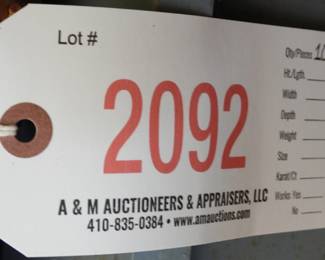 Lot #
2092
A & M AUCTIONEERS & APPRAISERS, LLC
410-835-0384 • www.amauctions.com
Qty/Pieces
Ht./Lgth.
Width
Depth
Weight
Size
Karat/Ct
Works: Yes
No